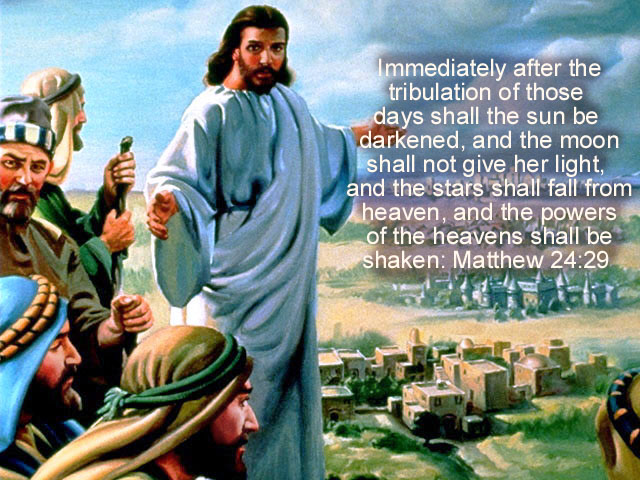 Immediately after the
tribulation of those
days shall the sun be
darkened, and the moon
shall not give her light,
and the stars shall fall from
heaven, and the powers
of the heavens shall be
shaken: Matthew 24:29